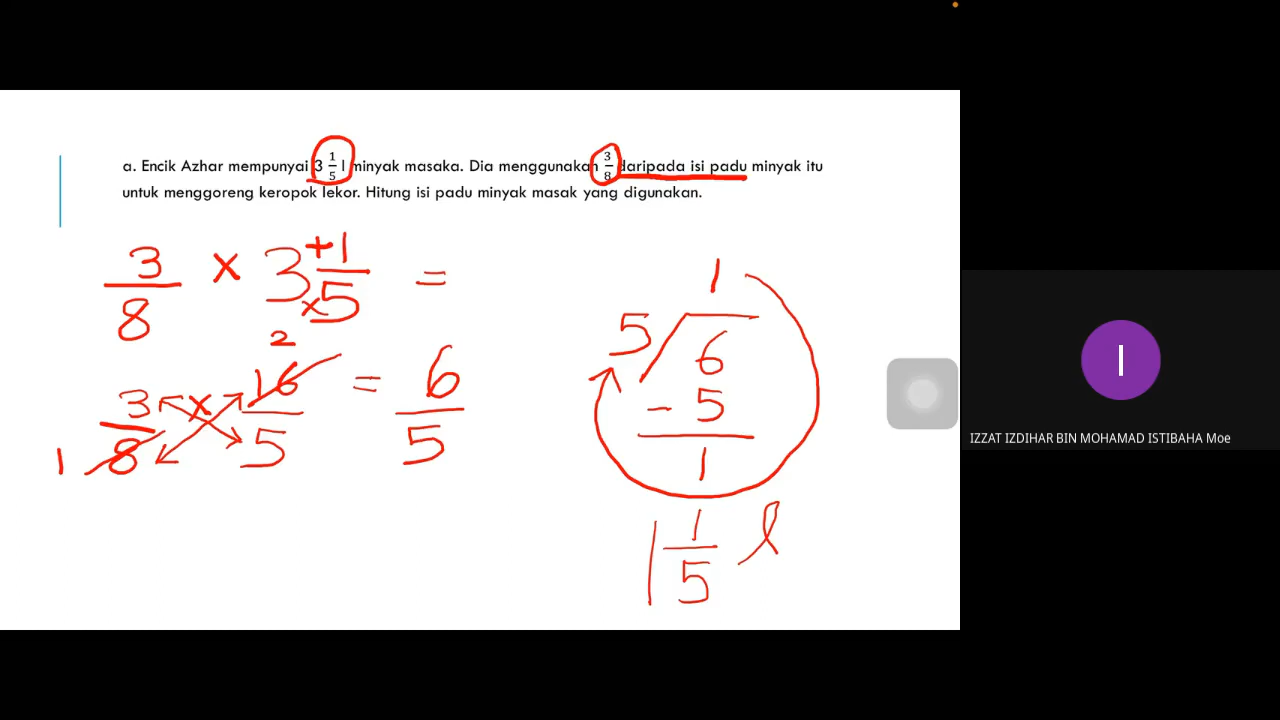 a. Encik Azhar mempunyai 3 1/5 l minyak masaka. Dia menggunakan 3/8 daripada isi padu minyak itu
untuk menggoreng keropok lekor. Hitung isi padu minyak masak yang digunakan.
3/8 × 3 +1/×5 =
2
3/8 × 16/5 = 6/5
1
1
5 6
- 5
1
1 1/5 l
I
IZZAT IZDIHAR BIN MOHAMAD ISTIBAHA Moe